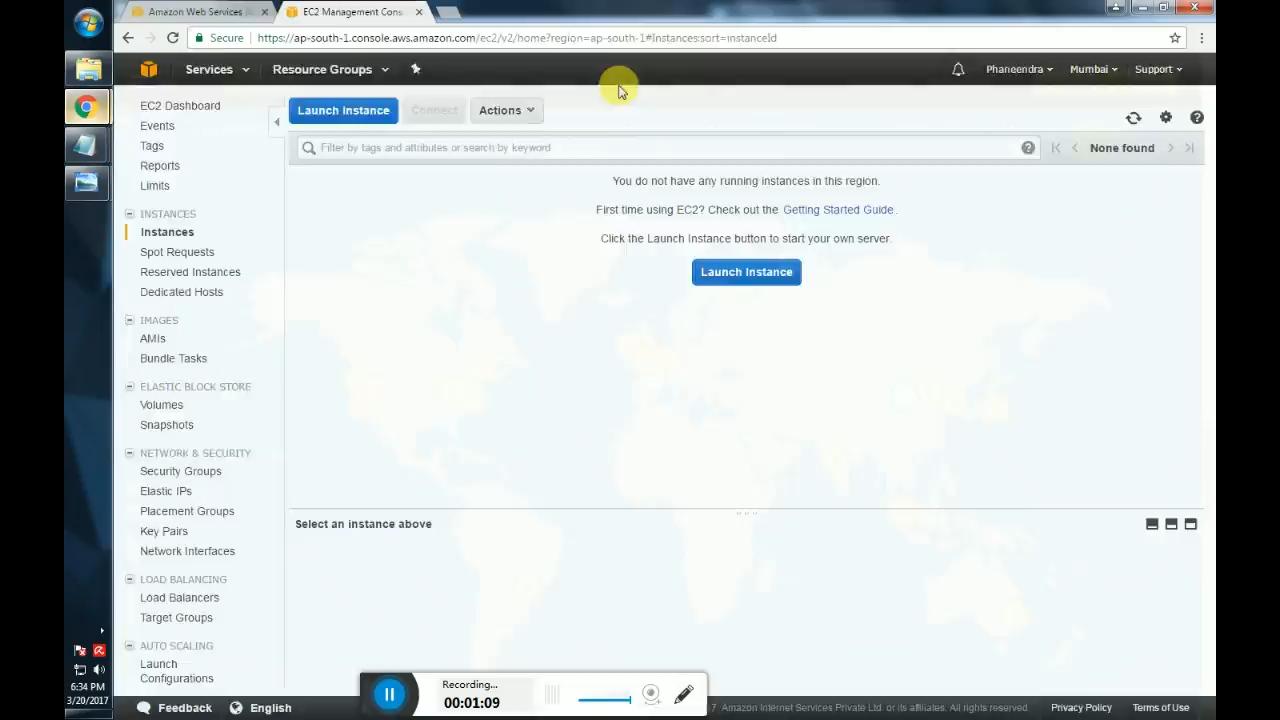 Amazon Web Services
EC2 Management Cons
Secure
https://ap-south-1.console.aws.amazon.com/ec2/v2/home?region=ap-south-1#Instances:sort=instanceId
Services
Resource Groups
Phaneendra
Mumbai
Support
EC2 Dashboard
Events
Tags
Reports
Limits
INSTANCES
Instances
Spot Requests
Reserved Instances
Dedicated Hosts
IMAGES
AMIs
Bundle Tasks
ELASTIC BLOCK STORE
Volumes
Snapshots
NETWORK & SECURITY
Security Groups
Elastic IPs
Placement Groups
Key Pairs
Network Interfaces
LOAD BALANCING
Load Balancers
Target Groups
AUTO SCALING
Launch
Configurations
Launch Instance
Connect
Actions
Filter by tags and attributes or search by keyword
None found
You do not have any running instances in this region.
First time using EC2? Check out the Getting Started Guide.
Click the Launch Instance button to start your own server.
Launch Instance
Select an instance above
Recording...
00:01:09
6:34 PM
3/20/2017
Feedback
English
7 Amazon Internet Services Private Ltd. or its affiliates. All rights reserved.
Privacy Policy
Terms of Use